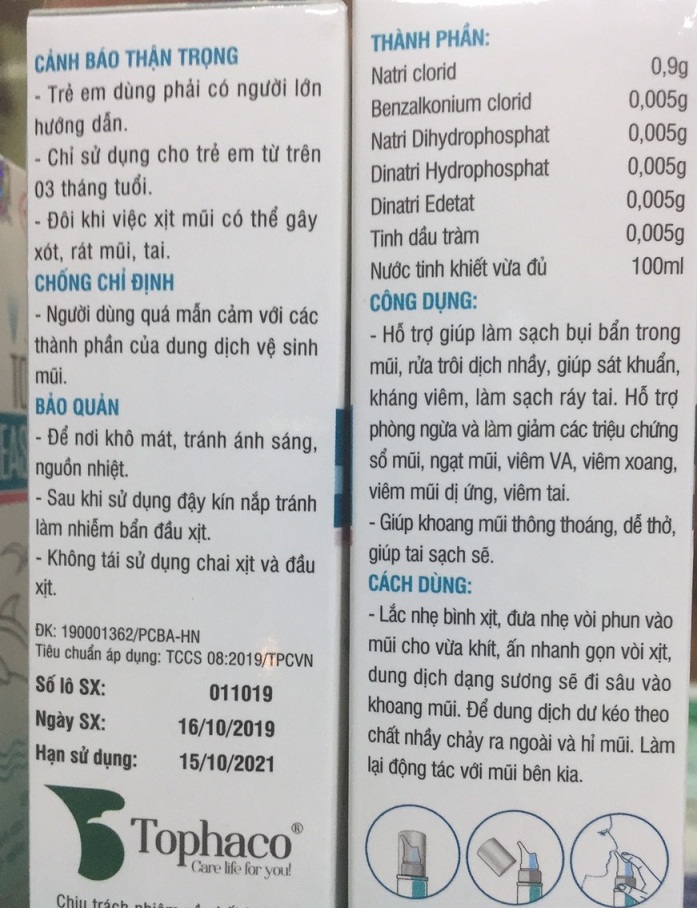 CẢNH BÁO THẬN TRỌNG
- Trẻ em dùng phải có người lớn
hướng dẫn.
- Chỉ sử dụng cho trẻ em từ trên
03 tháng tuổi.
- Đôi khi việc xịt mũi có thể gây
xót, rát mũi, tai.
CHỐNG CHỈ ĐỊNH
- Người dùng quá mẫn cảm với các
thành phần của dung dịch vệ sinh
mũi.
BẢO QUẢN
- Để nơi khô mát, tránh ánh sáng,
nguồn nhiệt.
- Sau khi sử dụng đậy kín nắp tránh
làm nhiễm bẩn đầu xịt.
- Không tái sử dụng chai xịt và đầu
xịt.
ĐK: 190001362/PCBA-HN
Tiêu chuẩn áp dụng: TCCS 08:2019/TPCVN
Số lô SX: 011019
Ngày SX: 16/10/2019
Hạn sử dụng: 15/10/2021
Tophaco®
Care life for you!
Chịu trách
THÀNH PHẦN:
Natri clorid 0,9g
Benzalkonium clorid 0,005g
Natri Dihydrophosphat 0,005g
Dinatri Hydrophosphat 0,005g
Dinatri Edetat 0,005g
Tinh dầu tràm 0,005g
Nước tinh khiết vừa đủ 100ml
CÔNG DỤNG:
- Hỗ trợ giúp làm sạch bụi bẩn trong
mũi, rửa trôi dịch nhầy, giúp sát khuẩn,
kháng viêm, làm sạch ráy tai. Hỗ trợ
phòng ngừa và làm giảm các triệu chứng
sổ mũi, ngạt mũi, viêm VA, viêm xoang,
viêm mũi dị ứng, viêm tai.
- Giúp khoang mũi thông thoáng, dễ thở,
giúp tai sạch sẽ.
CÁCH DÙNG:
- Lắc nhẹ bình xịt, đưa nhẹ vòi phun vào
mũi cho vừa khít, ấn nhanh gọn vòi xịt,
dung dịch dạng sương sẽ đi sâu vào
khoang mũi. Để dung dịch dư kéo theo
chất nhầy chảy ra ngoài và hỉ mũi. Làm
lại động tác với mũi bên kia.